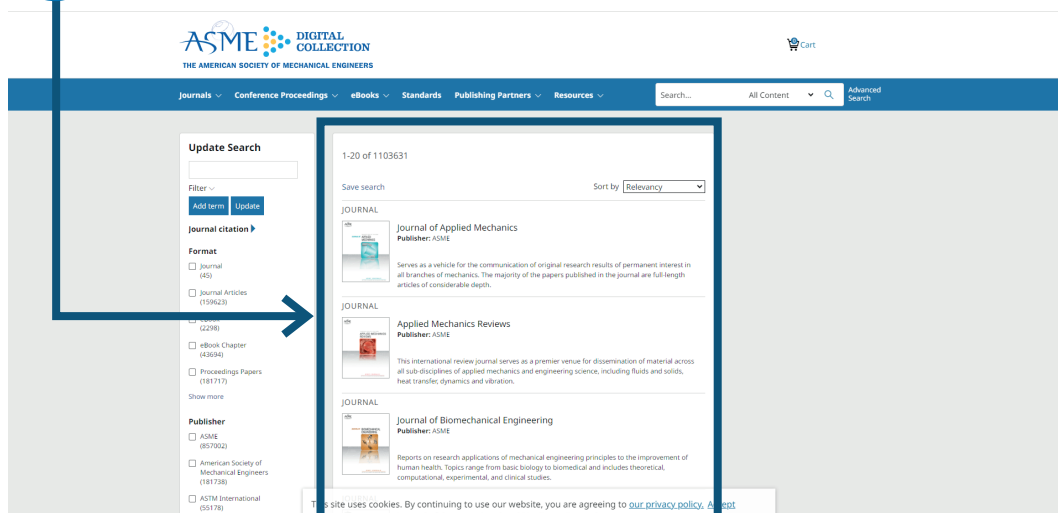 ASME DIGITAL COLLECTION
THE AMERICAN SOCIETY OF MECHANICAL ENGINEERS
0 Cart
Journals Conference Proceedings eBooks Standards Publishing Partners Resources Search... All Content Advanced Search
Update Search
Filter
Add term Update
Journal citation
Format
Journal
(45)
Journal Articles
(159623)
(2298)
eBook Chapter
(43694)
Proceedings Papers
(181717)
Show more
Publisher
ASME
(857002)
American Society of
Mechanical Engineers
(181738)
ASTM International
(55178)
1-20 of 1103631
Save search Sort by Relevancy
JOURNAL
Journal of Applied Mechanics
Publisher: ASME
Serves as a vehicle for the communication of original research results of permanent interest in
all branches of mechanics. The majority of the papers published in the journal are full-length
articles of considerable depth.
JOURNAL
Applied Mechanics Reviews
Publisher: ASME
This international review journal serves as a premier venue for dissemination of material across
all sub-disciplines of applied mechanics and engineering science, including fluids and solids,
heat transfer, dynamics and vibration.
JOURNAL
Journal of Biomechanical Engineering
Publisher: ASME
Reports on research applications of mechanical engineering principles to the improvement of
human health. Topics range from basic biology to biomedical and includes theoretical,
computational, experimental, and clinical studies.
This site uses cookies. By continuing to use our website, you are agreeing to our privacy policy. Accept